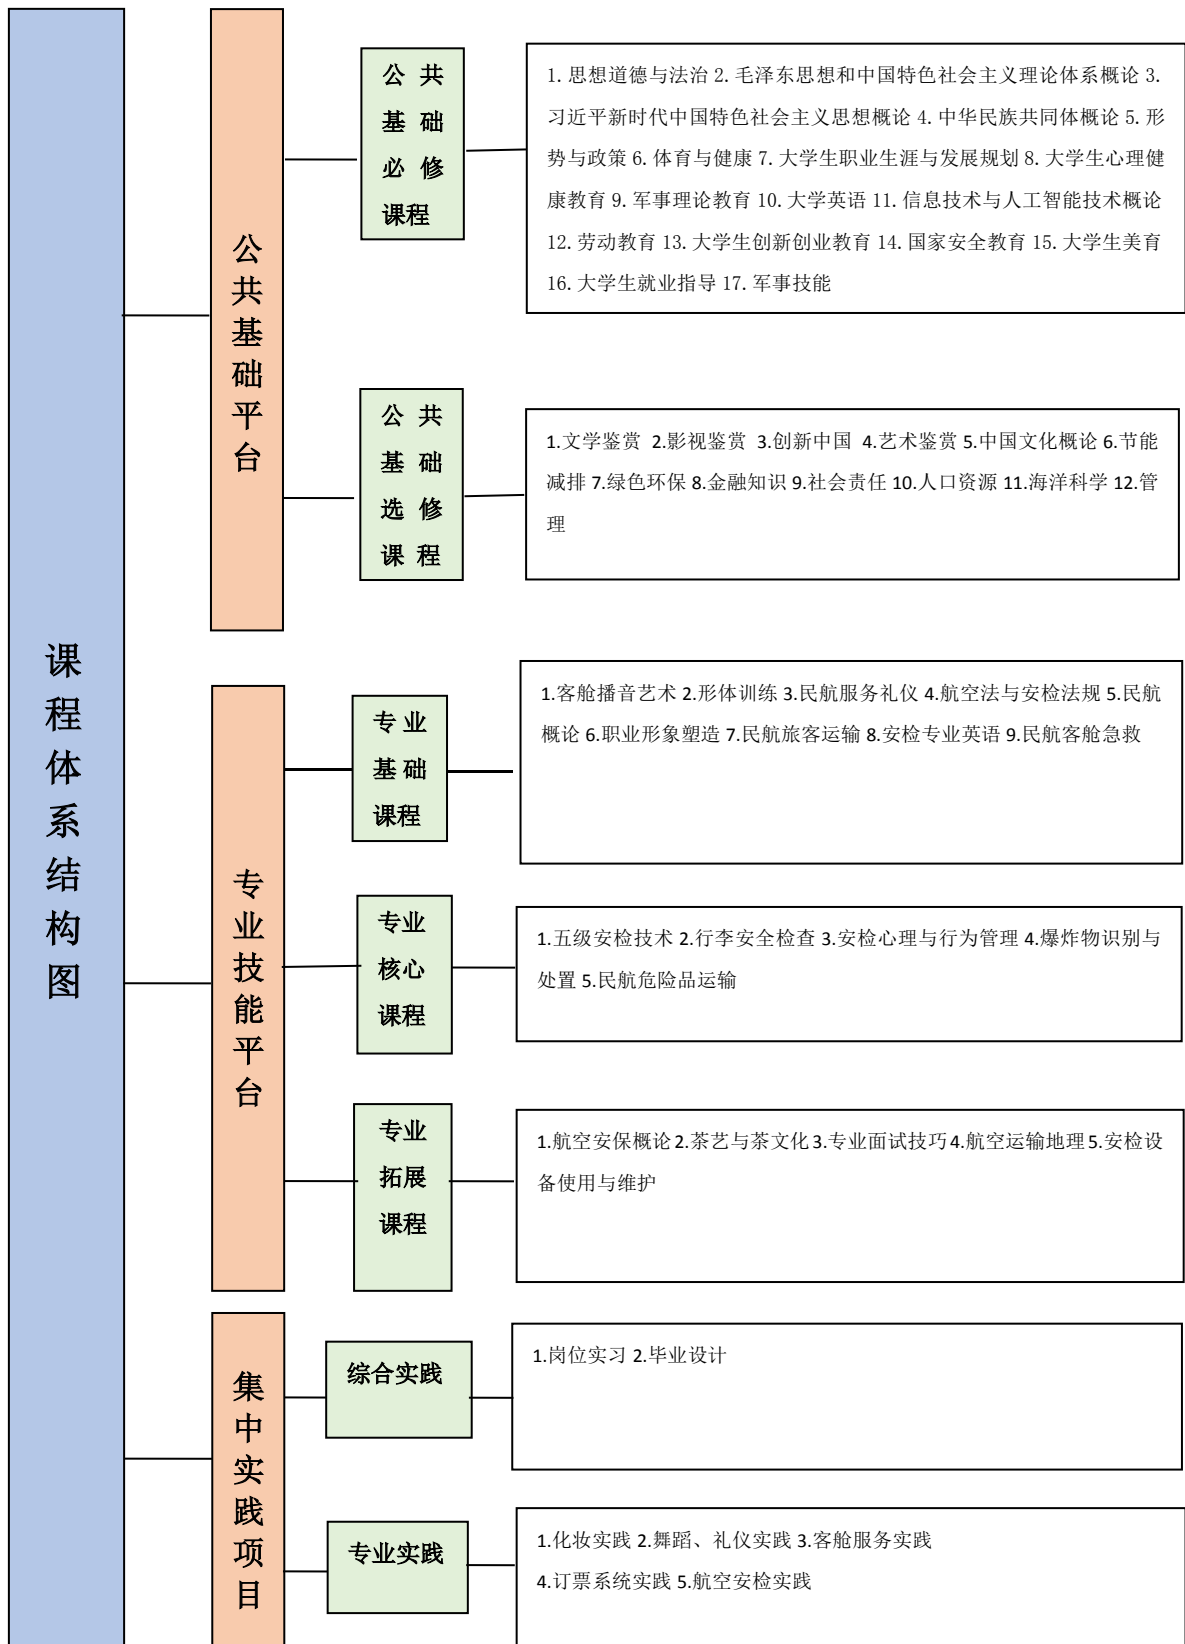 课程体系结构图
公共基础平台
公共
基础
必修
课程
1.思想道德与法治 2.毛泽东思想和中国特色社会主义理论体系概论 3.
习近平新时代中国特色社会主义思想概论 4.中华民族共同体概论 5.形
势与政策 6.体育与健康 7.大学生职业生涯与发展规划 8.大学生心理健
康教育 9.军事理论教育 10.大学英语 11.信息技术与人工智能技术概论
12.劳动教育 13.大学生创新创业教育 14.国家安全教育 15.大学生美育
16.大学生就业指导 17.军事技能
公共
基础
选修
课程
1.文学鉴赏 2.影视鉴赏 3.创新中国 4.艺术鉴赏 5.中国文化概论 6.节能
减排 7.绿色环保 8.金融知识 9.社会责任 10.人口资源 11.海洋科学 12.管
理
专业技能平台
专业
基础
课程
1.客舱播音艺术 2.形体训练 3.民航服务礼仪 4.航空法与安检法规 5.民航
概论 6.职业形象塑造 7.民航旅客运输 8.安检专业英语 9.民航客舱急救
专业
核心
课程
1.五级安检技术 2.行李安全检查 3.安检心理与行为管理 4.爆炸物识别与
处置 5.民航危险品运输
专业
拓展
课程
1.航空安保概论 2.茶艺与茶文化 3.专业面试技巧 4.航空运输地理 5.安检设
备使用与维护
集中实践项目
综合实践
1.岗位实习 2.毕业设计
专业实践
1.化妆实践 2.舞蹈、礼仪实践 3.客舱服务实践
4.订票系统实践 5.航空安检实践